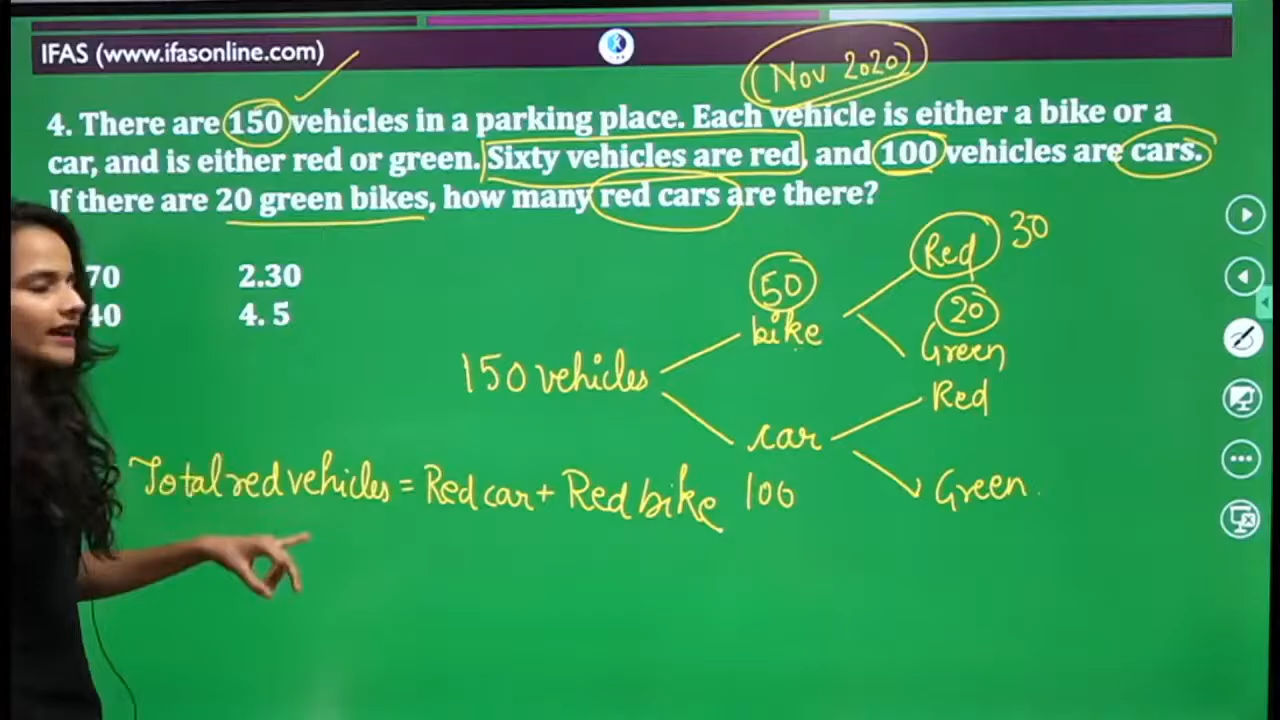 IFAS (www.ifasonline.com)
(Nov 2020)
4. There are 150 vehicles in a parking place. Each vehicle is either a bike or a
car, and is either red or green. Sixty vehicles are red, and 100 vehicles are cars.
If there are 20 green bikes, how many red cars are there?
70 2.30
40 4. 5
Red 30
50
20
bike
Green
150 vehicles
Red
car
Total red vehicles = Red car + Red bike 100
Green